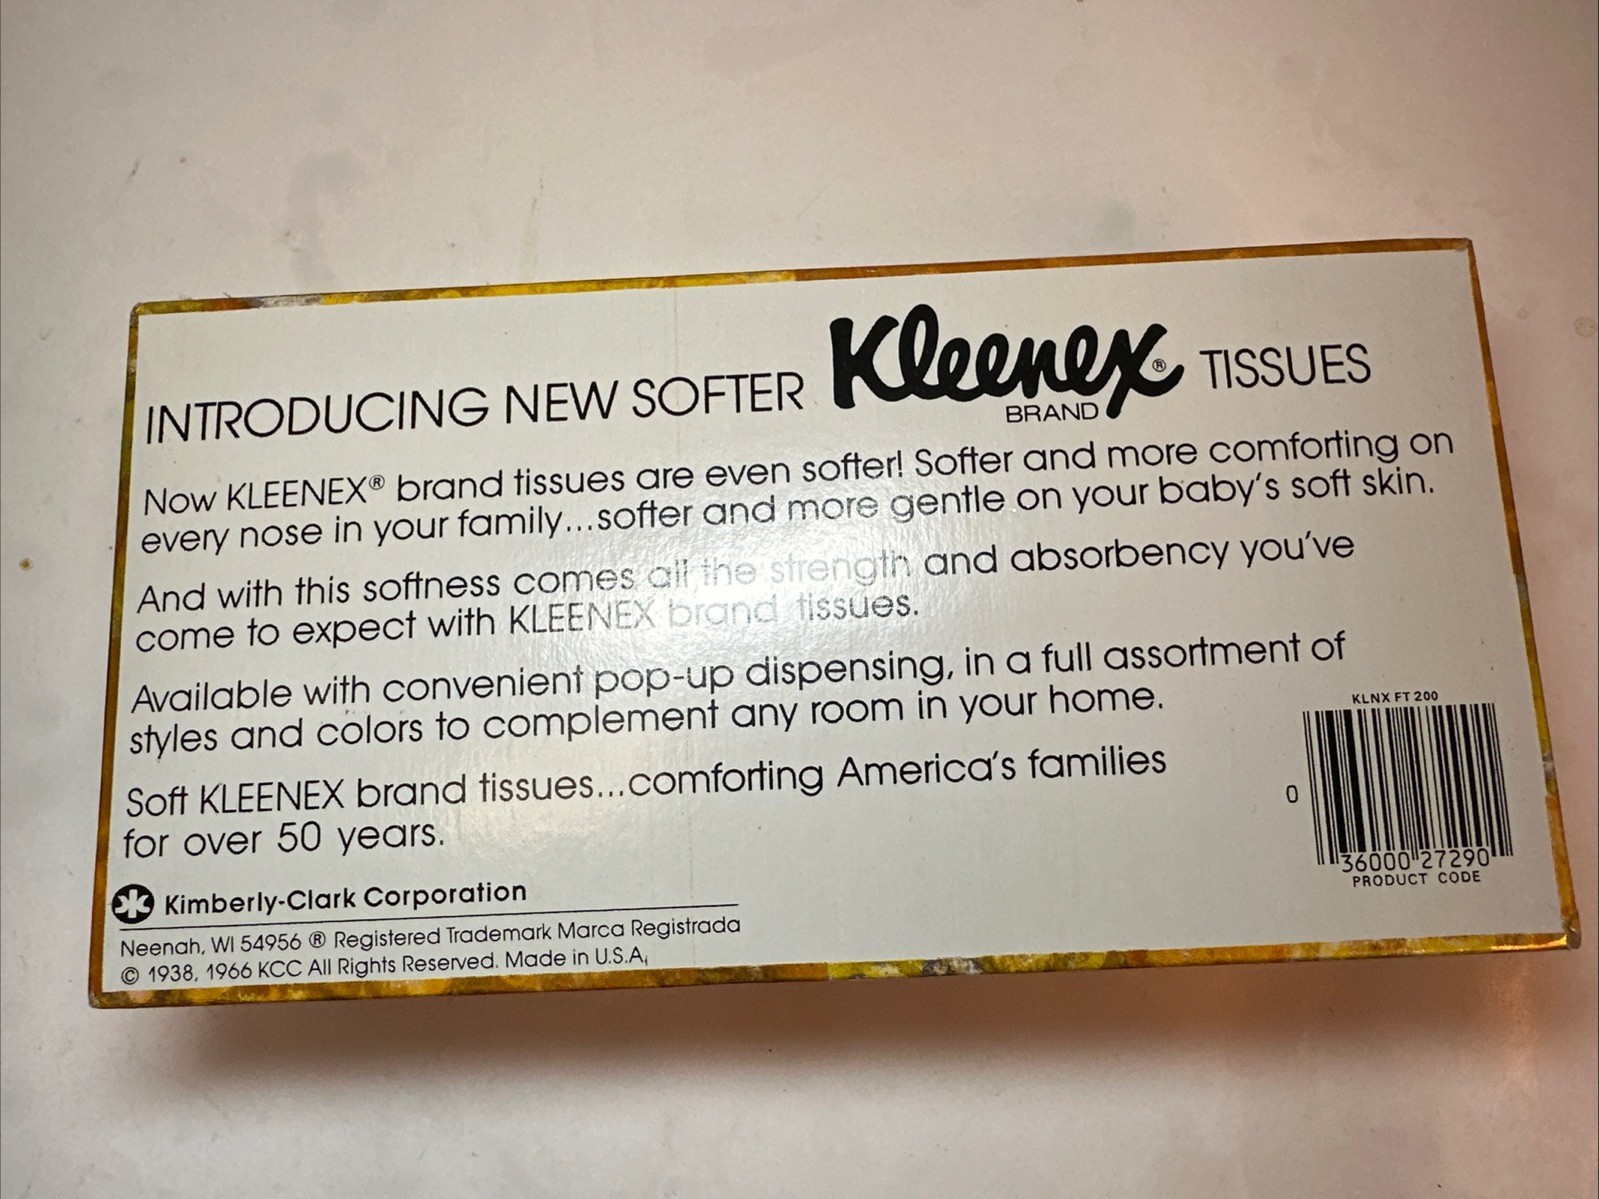 INTRODUCING NEW SOFTER Kleenex® BRAND TISSUES
Now KLEENEX® brand tissues are even softer! Softer and more comforting on
every nose in your family...softer and more gentle on your baby's soft skin.
And with this softness comes all the strength and absorbency you've
come to expect with KLEENEX brand tissues.
Available with convenient pop-up dispensing, in a full assortment of
styles and colors to complement any room in your home.
Soft KLEENEX brand tissues...comforting America's families
for over 50 years.
KLNX FT 200
0 36000 27290
PRODUCT CODE
Kimberly-Clark Corporation
Neenah, WI 54956 ® Registered Trademark Marca Registrada
© 1938, 1966 KCC All Rights Reserved. Made in U.S.A.